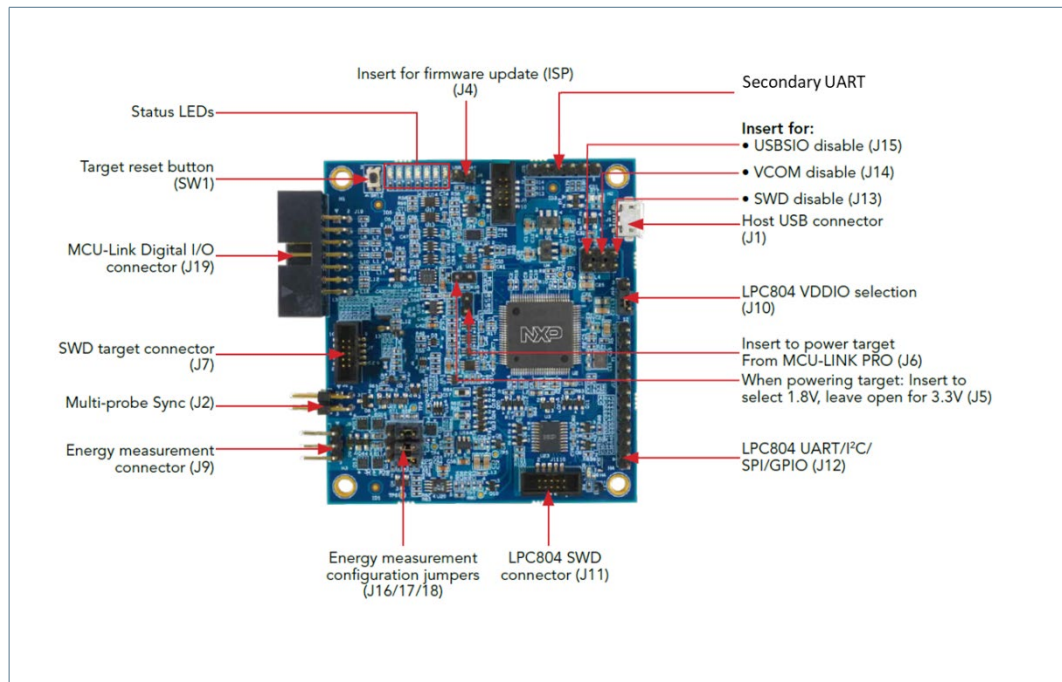 Insert for firmware update (ISP)
(J4)
Secondary UART
Status LEDs
Insert for:
• USBSIO disable (J15)
• VCOM disable (J14)
• SWD disable (J13)
Target reset button
(SW1)
Host USB connector
(J1)
MCU-Link Digital I/O
connector (J19)
LPC804 VDDIO selection
(J10)
NXP
SWD target connector
(J7)
Insert to power target
From MCU-LINK PRO (J6)
When powering target: Insert to
select 1.8V, leave open for 3.3V (J5)
Multi-probe Sync (J2)
Energy measurement
connector (J9)
LPC804 UART/I²C/
SPI/GPIO (J12)
Energy measurement
configuration jumpers
(J16/17/18)
LPC804 SWD
connector (J11)